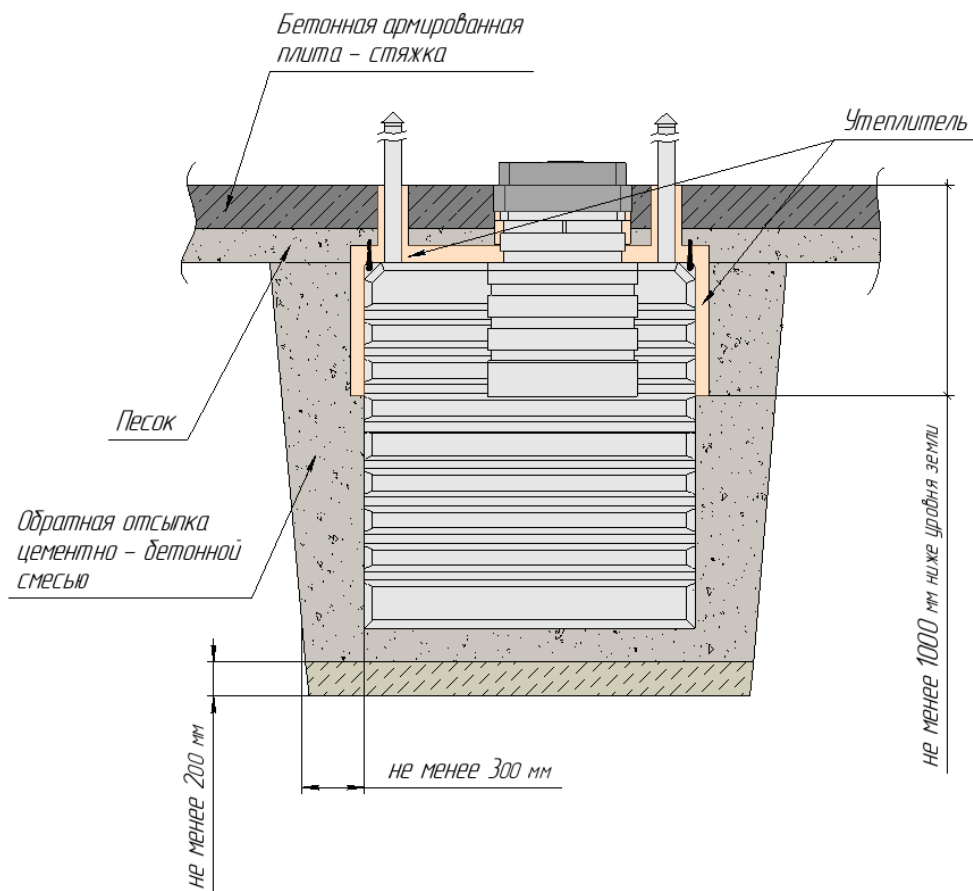 Бетонная армированная
плита - стяжка
Утеплитель
Песок
Обратная отсыпка
цементно - бетонной
смесью
не менее 1000 мм ниже уровня земли
не менее 200 мм
не менее 300 мм